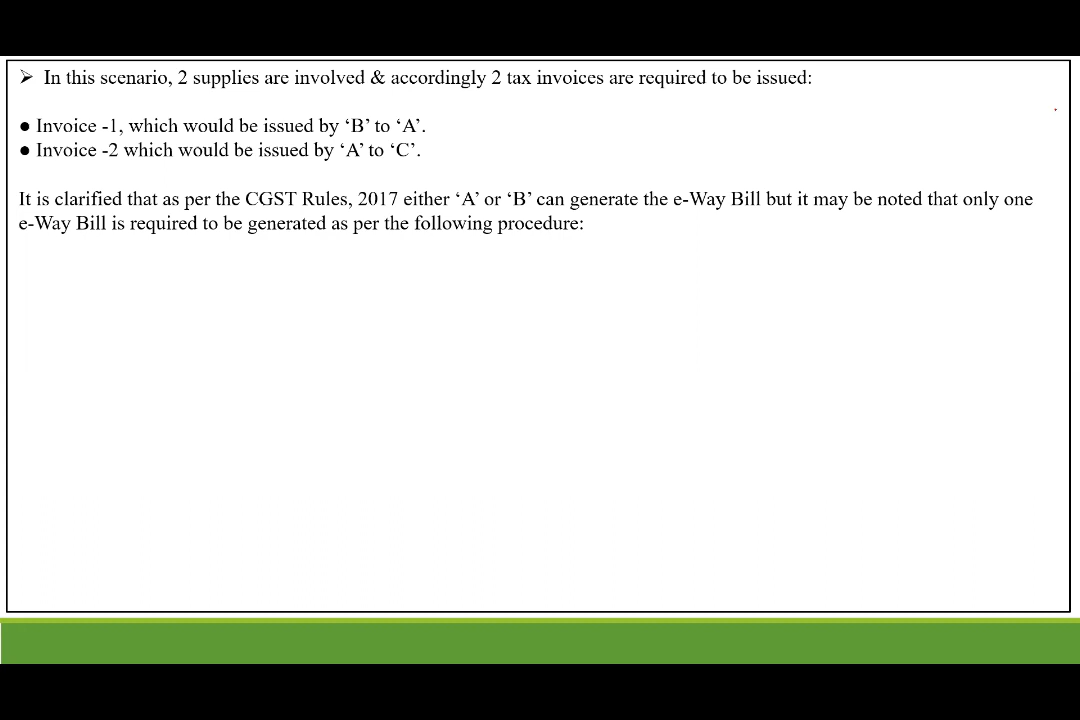 ➢ In this scenario, 2 supplies are involved & accordingly 2 tax invoices are required to be issued:
● Invoice -1, which would be issued by ‘B’ to ‘A’.
● Invoice -2 which would be issued by ‘A’ to ‘C’.
It is clarified that as per the CGST Rules, 2017 either ‘A’ or ‘B’ can generate the e-Way Bill but it may be noted that only one
e-Way Bill is required to be generated as per the following procedure: